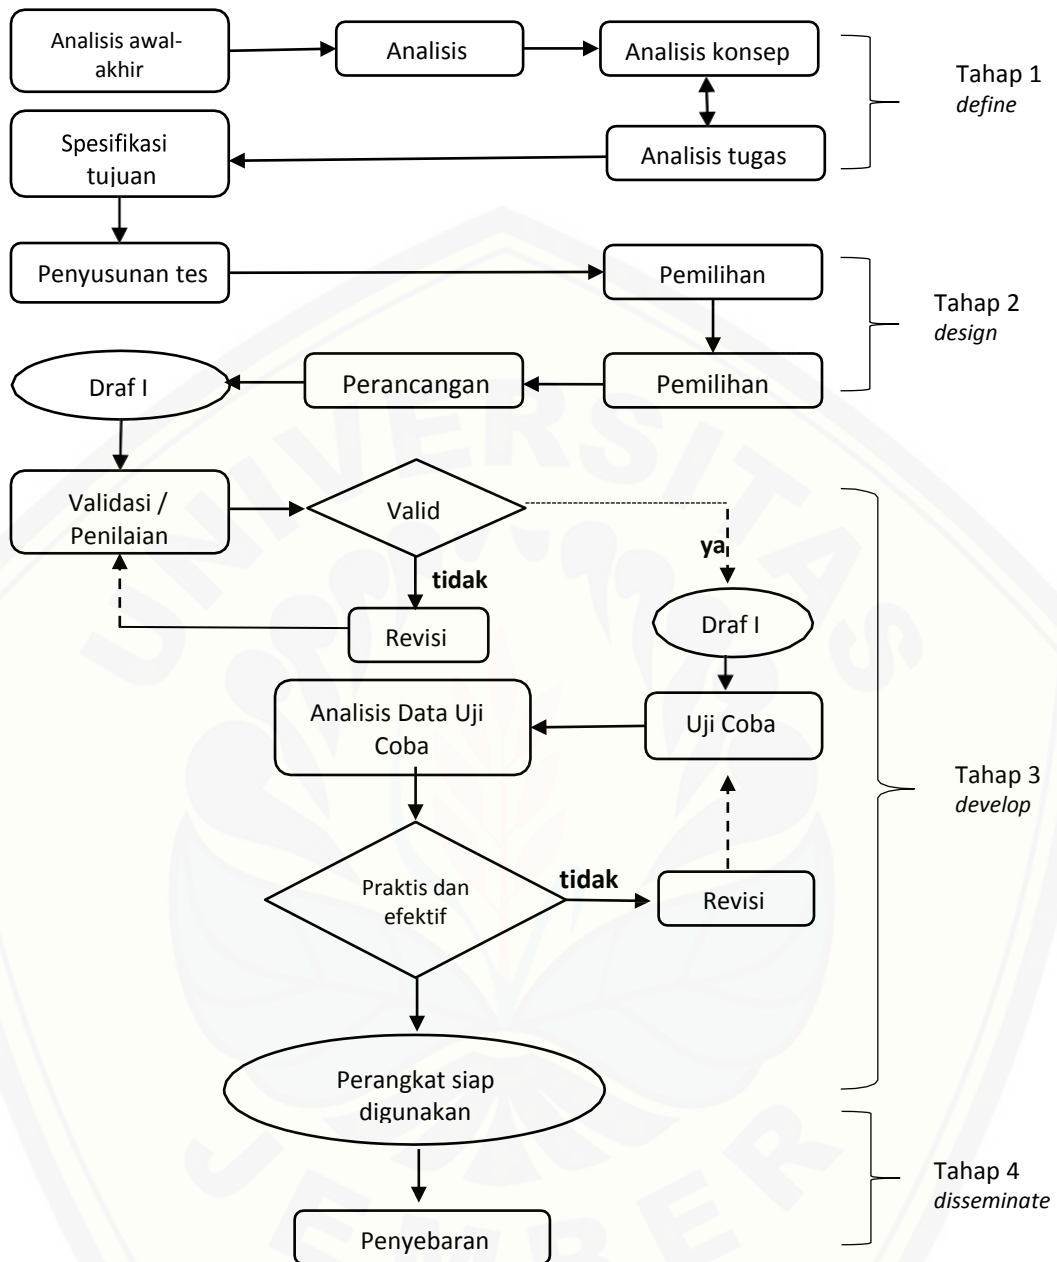 Analisis awal-
akhir
Analisis
Analisis konsep
Tahap 1
define
Spesifikasi
tujuan
Analisis tugas
Penyusunan tes
Pemilihan
Tahap 2
design
Draf I
Perancangan
Pemilihan
Validasi /
Penilaian
Valid
ya
tidak
Revisi
Draf I
Analisis Data Uji
Coba
Uji Coba
Tahap 3
develop
Praktis dan
efektif
tidak
Revisi
Perangkat siap
digunakan
Tahap 4
disseminate
Penyebaran
UNIVERSITAS
JEMBER